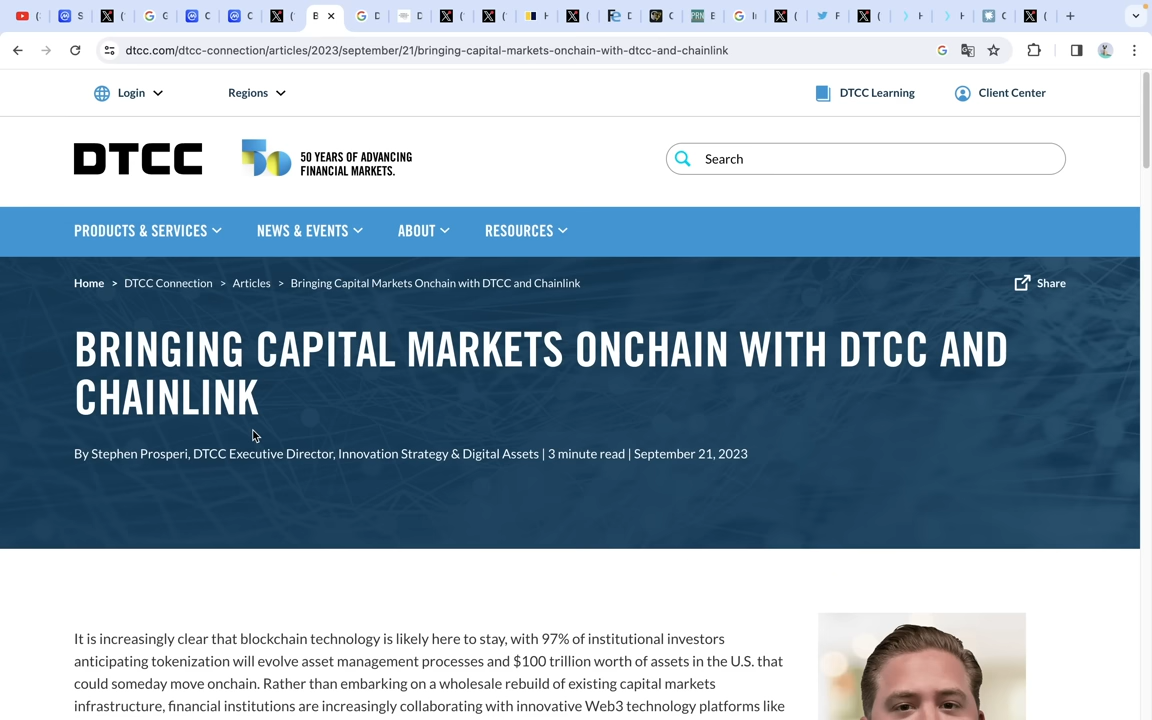 dtcc.com/dtcc-connection/articles/2023/september/21/bringing-capital-markets-onchain-with-dtcc-and-chainlink
Login
Regions
DTCC Learning
Client Center
DTCC
50 YEARS OF ADVANCING
FINANCIAL MARKETS.
Search
PRODUCTS & SERVICES
NEWS & EVENTS
ABOUT
RESOURCES
Home > DTCC Connection > Articles > Bringing Capital Markets Onchain with DTCC and Chainlink
Share
BRINGING CAPITAL MARKETS ONCHAIN WITH DTCC AND
CHAINLINK
By Stephen Prosperi, DTCC Executive Director, Innovation Strategy & Digital Assets | 3 minute read | September 21, 2023
It is increasingly clear that blockchain technology is likely here to stay, with 97% of institutional investors
anticipating tokenization will evolve asset management processes and $100 trillion worth of assets in the U.S. that
could someday move onchain. Rather than embarking on a wholesale rebuild of existing capital markets
infrastructure, financial institutions are increasingly collaborating with innovative Web3 technology platforms like